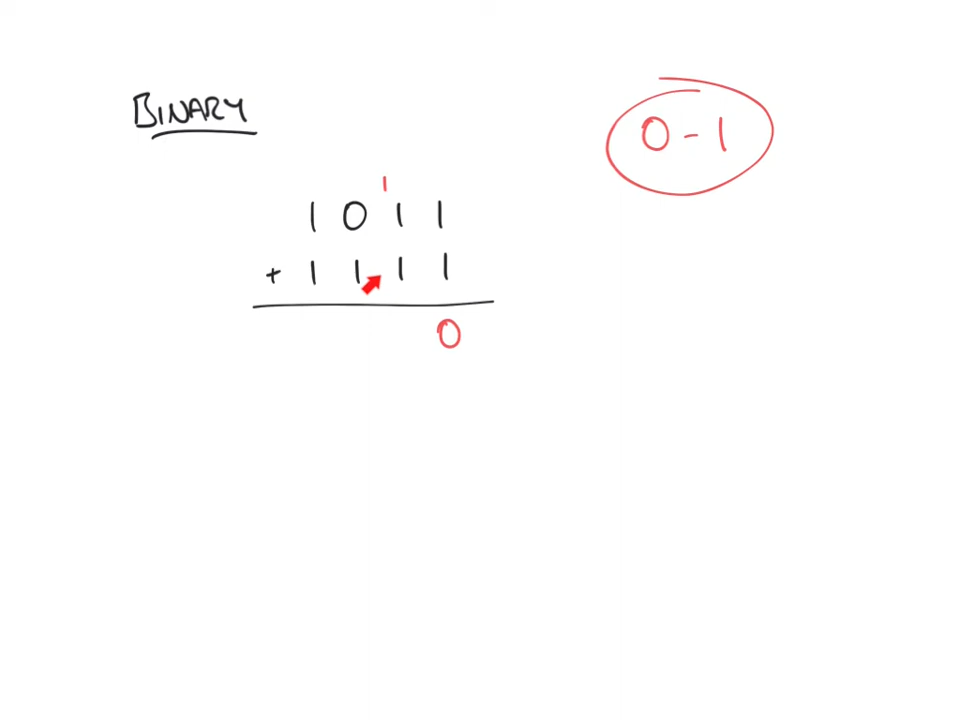 BINARY
0 - 1
1
1 0 1 1
+ 1 1 1 1
0